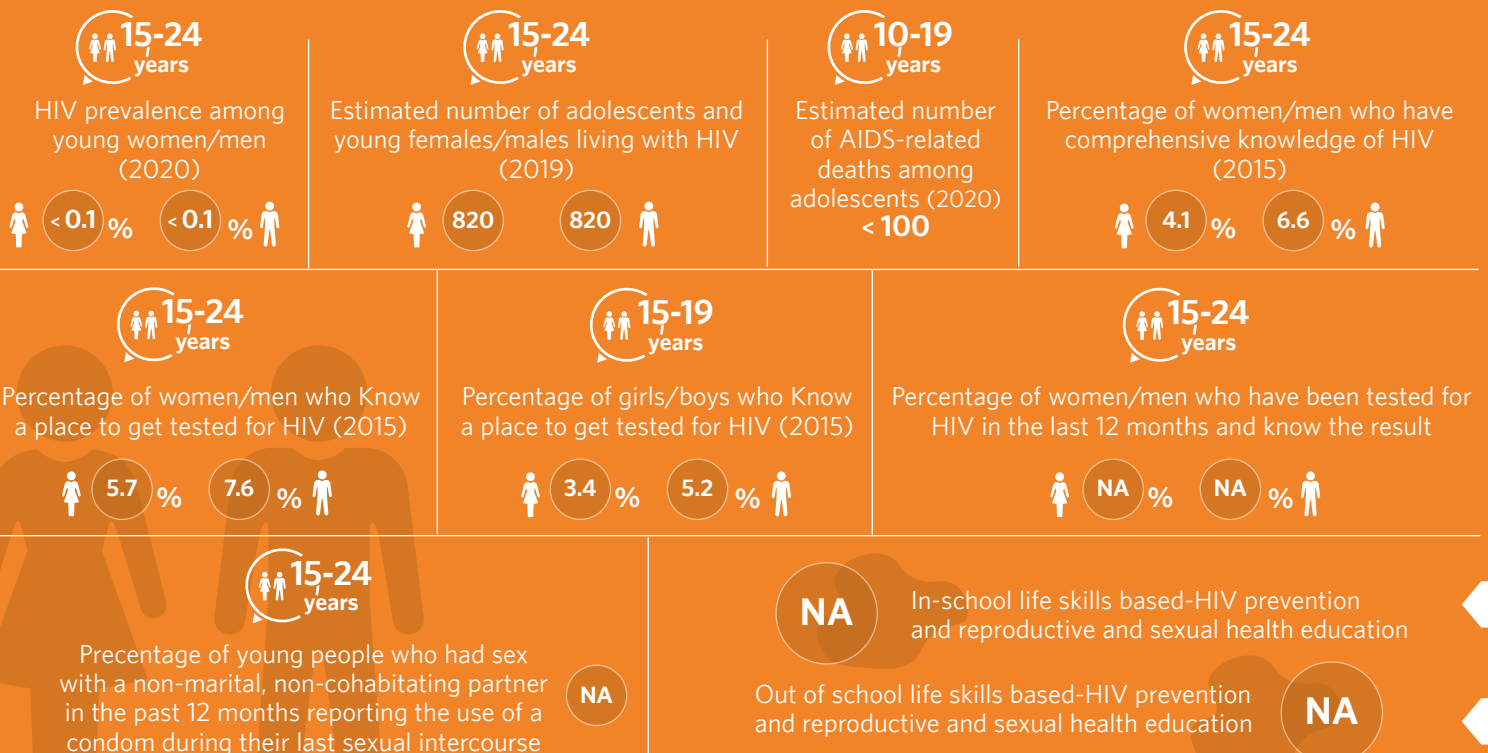 15-24
years
HIV prevalence among
young women/men
(2020)
< 0.1 % < 0.1 %
15-24
years
Estimated number of adolescents and
young females/males living with HIV
(2019)
820 820
10-19
years
Estimated number
of AIDS-related
deaths among
adolescents (2020)
< 100
15-24
years
Percentage of women/men who have
comprehensive knowledge of HIV
(2015)
4.1 % 6.6 %
15-24
years
Percentage of women/men who Know
a place to get tested for HIV (2015)
5.7 % 7.6 %
15-19
years
Percentage of girls/boys who Know
a place to get tested for HIV (2015)
3.4 % 5.2 %
15-24
years
Percentage of women/men who have been tested for
HIV in the last 12 months and know the result
NA % NA %
15-24
years
Precentage of young people who had sex
with a non-marital, non-cohabitating partner
in the past 12 months reporting the use of a
condom during their last sexual intercourse
NA
NA
In-school life skills based-HIV prevention
and reproductive and sexual health education
Out of school life skills based-HIV prevention
and reproductive and sexual health education
NA